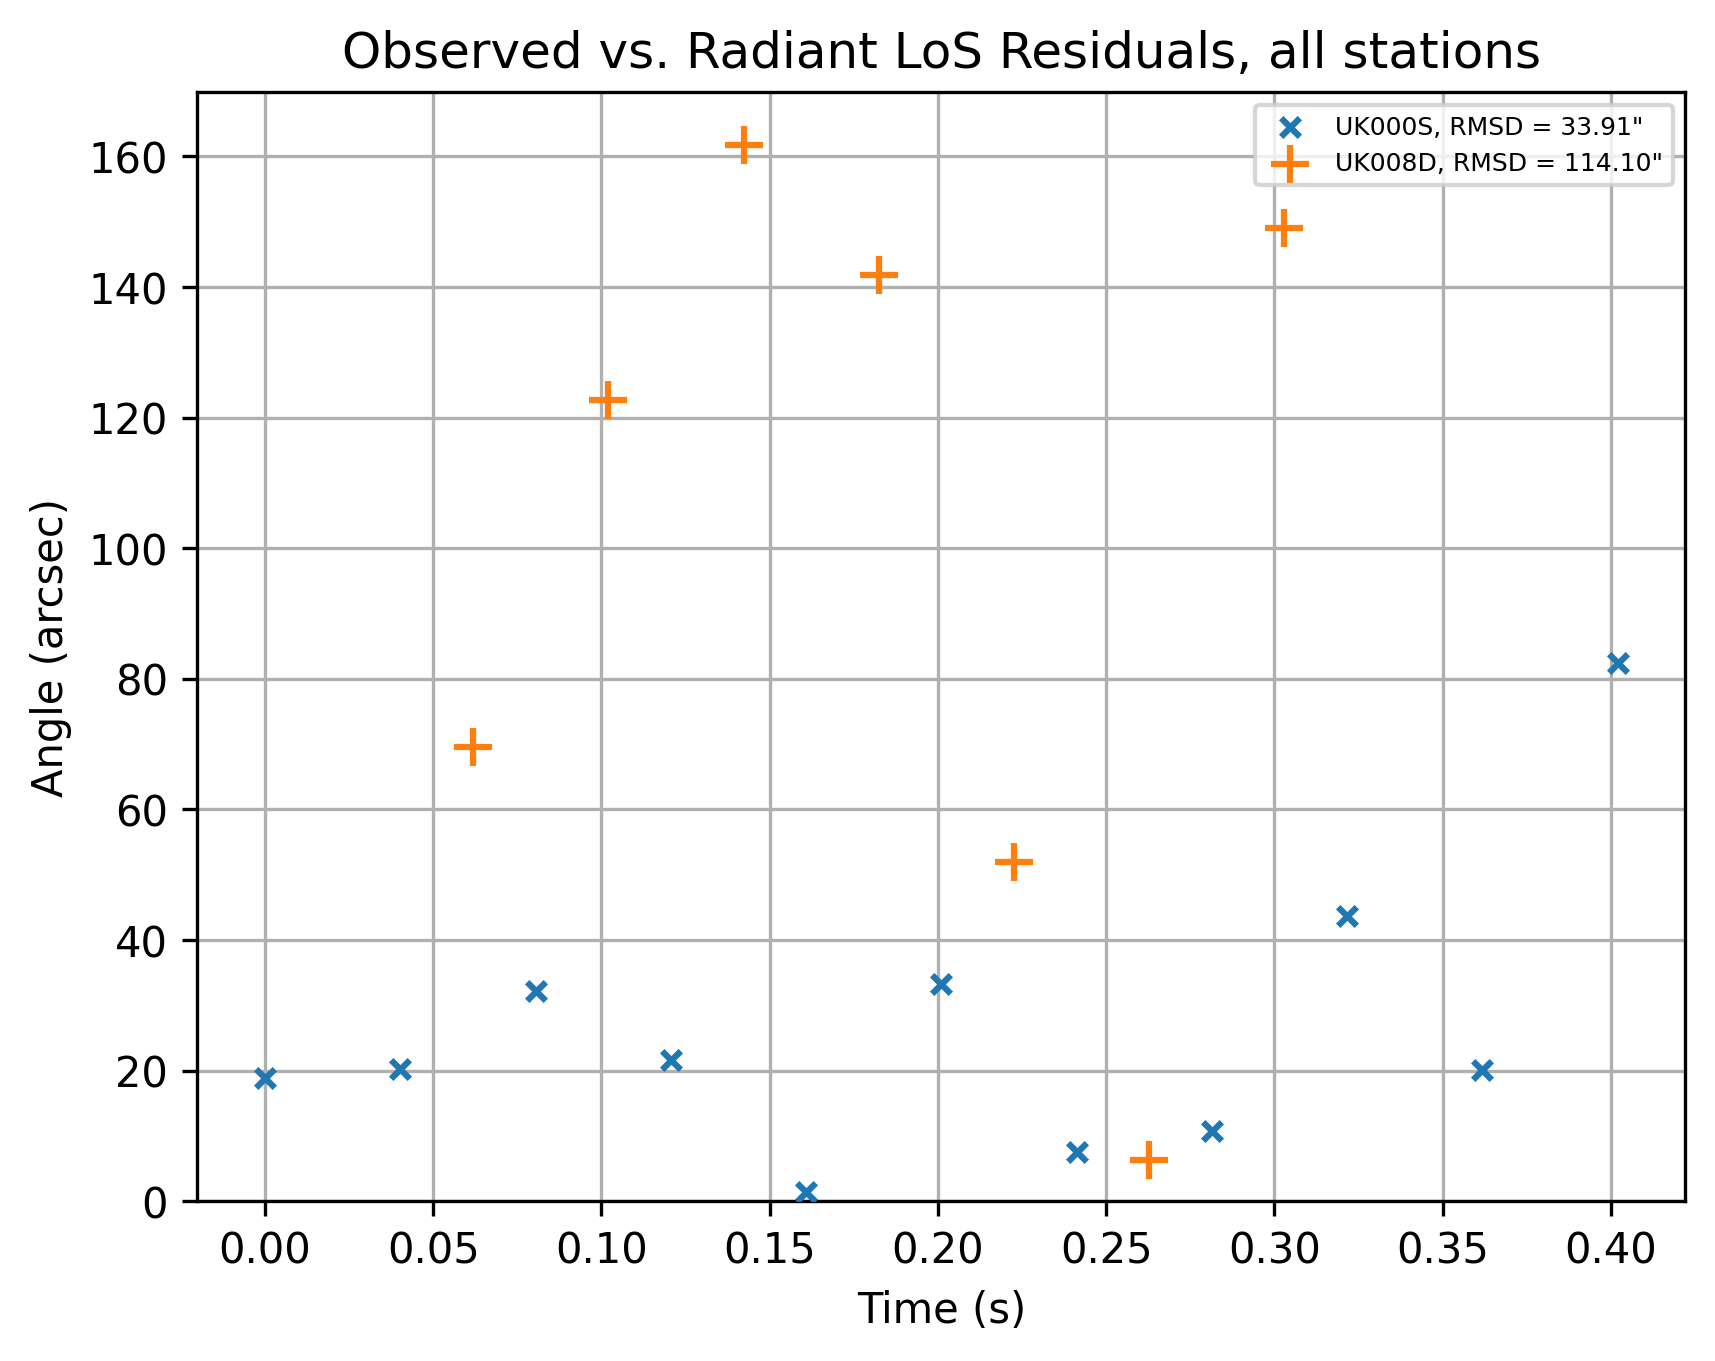 Observed vs. Radiant LoS Residuals, all stations
UK000S, RMSD = 33.91"
UK008D, RMSD = 114.10"
Angle (arcsec)
160
140
120
100
80
60
40
20
0
0.00 0.05 0.10 0.15 0.20 0.25 0.30 0.35 0.40
Time (s)